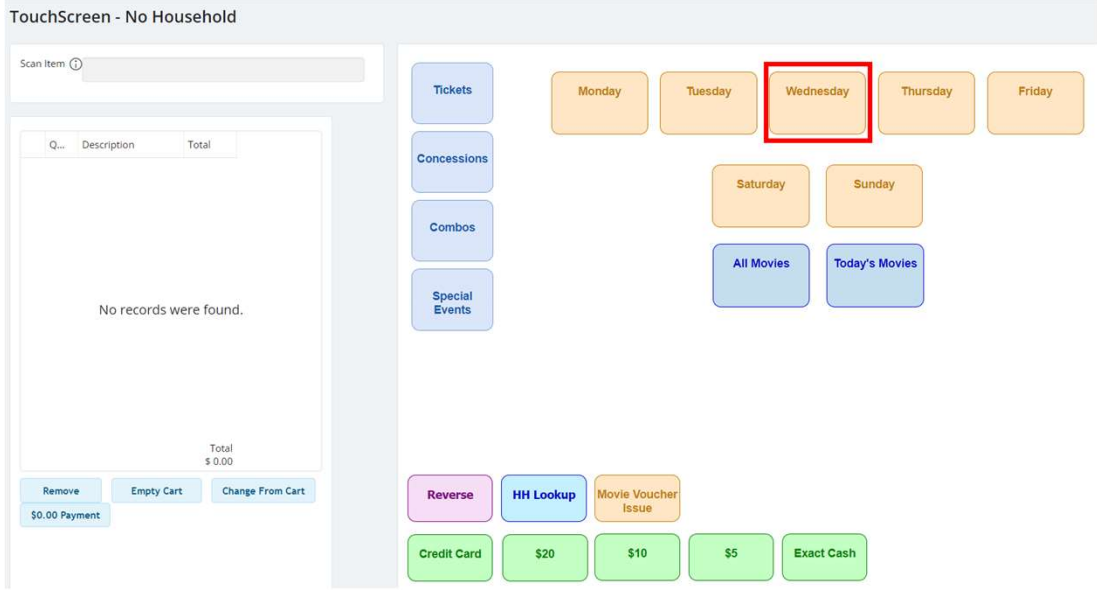 TouchScreen - No Household
Scan Item
Q... Description Total
No records were found.
Total
$ 0.00
Remove Empty Cart Change From Cart
$0.00 Payment
Tickets
Concessions
Combos
Special
Events
Monday Tuesday Wednesday Thursday Friday
Saturday Sunday
All Movies Today's Movies
Reverse HH Lookup Movie Voucher
Issue
Credit Card $20 $10 $5 Exact Cash